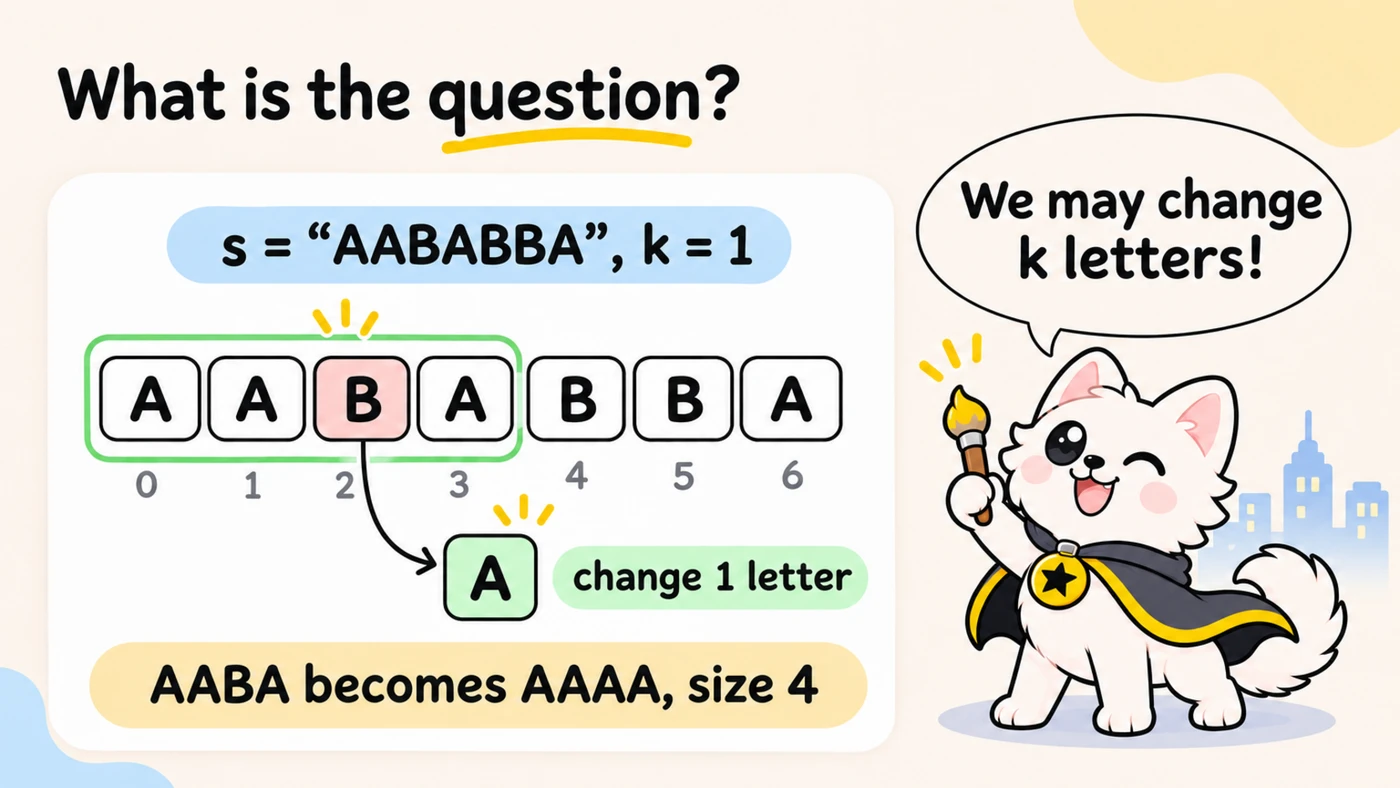 What is the question?
s = “AABABBA”, k = 1
A A B A B B A
0 1 2 3 4 5 6
A
change 1 letter
AABA becomes AAAA, size 4
We may change
k letters!